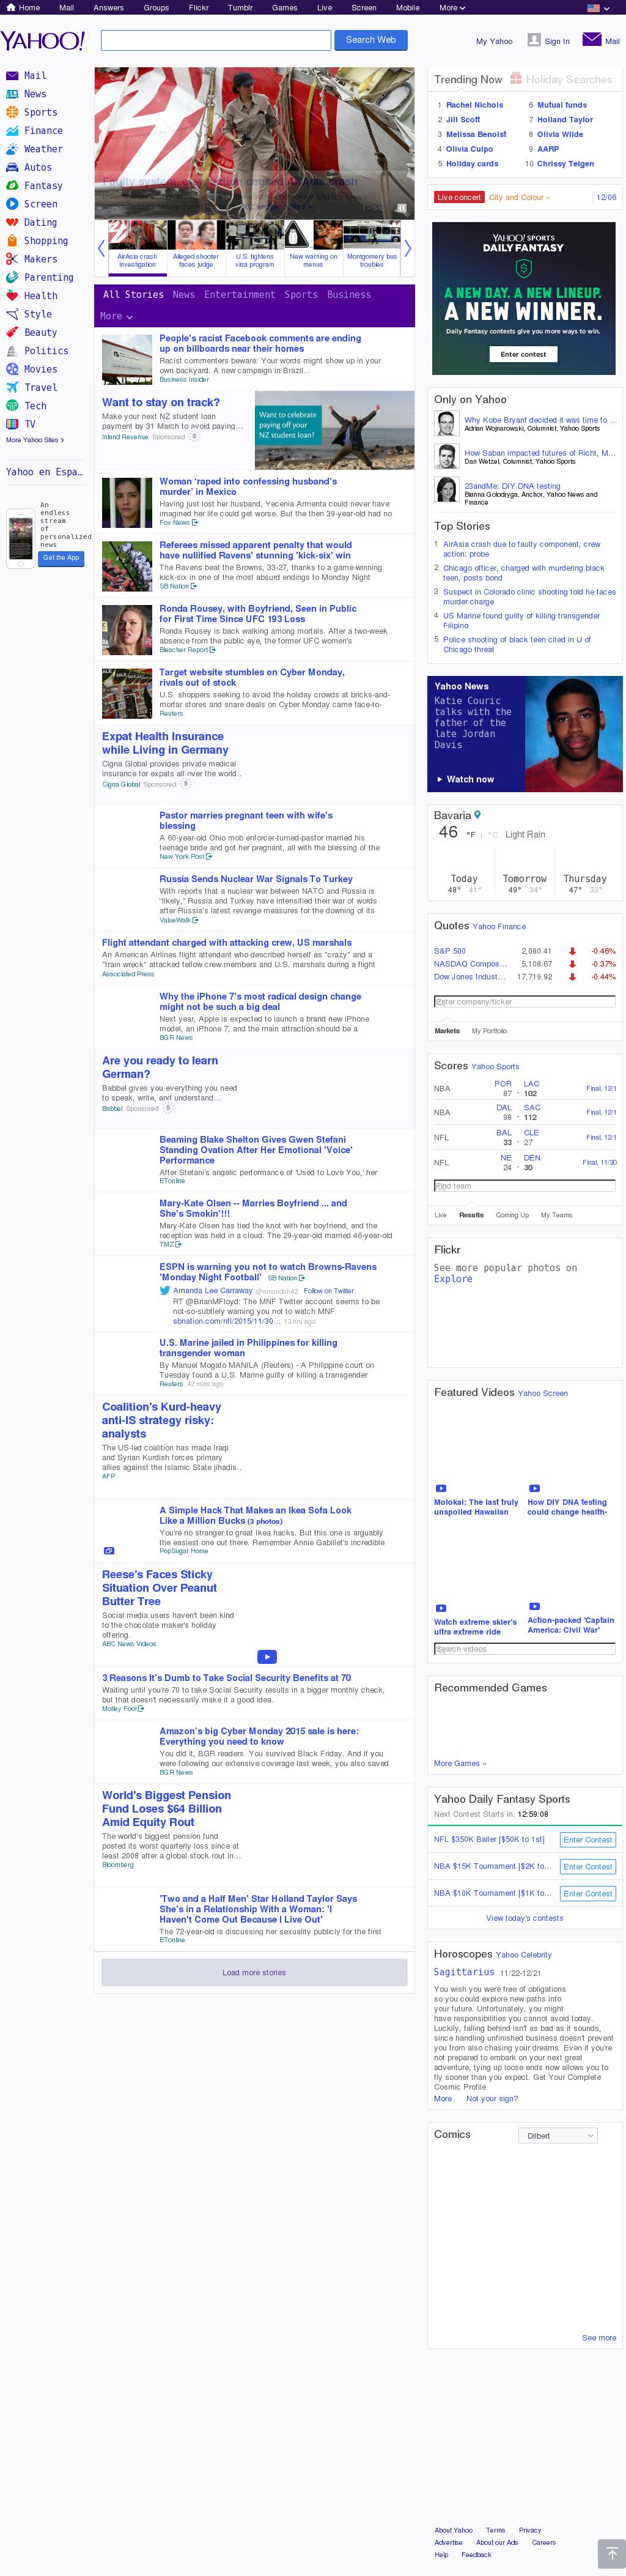 Home Mail Answers Groups Flickr Tumblr Games Live Screen Mobile More
YAHOO!
Search Web
My Yahoo Sign In Mail
Mail
News
Sports
Finance
Weather
Autos
Fantasy
Screen
Dating
Shopping
Makers
Parenting
Health
Style
Beauty
Politics
Movies
Travel
Tech
TV
More Yahoo Sites >
Yahoo en Espa…
An
endless
stream
of
personalized
news
Get the App
Faulty system, crew action caused AirAsia crash
AirAsia crash
investigation
Alleged shooter
faces judge
U.S. tightens
visa program
New warning on
menus
Montgomery bus
troubles
All Stories News Entertainment Sports Business
More
People's racist Facebook comments are ending
up on billboards near their homes
Racist commenters beware: Your words might show up in your
own backyard. A new campaign in Brazil...
Business Insider
Want to stay on track?
Make your next NZ student loan
payment by 31 March to avoid paying…
Inland Revenue Sponsored $
Want to celebrate
paying off your
NZ student loan?
Woman ‘raped into confessing husband’s
murder’ in Mexico
Having just lost her husband, Yecenia Armenta could never have
imagined her life could get worse. But the then 39-year-old had no
Fox News
Referees missed apparent penalty that would
have nullified Ravens' stunning 'kick-six' win
The Ravens beat the Browns, 33-27, thanks to a game-winning
kick-six in one of the most absurd endings to Monday Night
SB Nation
Ronda Rousey, with Boyfriend, Seen in Public
for First Time Since UFC 193 Loss
Ronda Rousey is back walking among mortals. After a two-week
absence from the public eye, the former UFC women's
Bleacher Report
Target website stumbles on Cyber Monday,
rivals out of stock
U.S. shoppers seeking to avoid the holiday crowds at bricks-and-
mortar stores and snare deals on Cyber Monday came face-to-
Reuters
Expat Health Insurance
while Living in Germany
Cigna Global provides private medical
insurance for expats all over the world..
Cigna Global Sponsored $
Pastor marries pregnant teen with wife's
blessing
A 60-year-old Ohio mob enforcer-turned-pastor married his
teenage bride and got her pregnant, all with the blessing of the
New York Post
Russia Sends Nuclear War Signals To Turkey
With reports that a nuclear war between NATO and Russia is
“likely,” Russia and Turkey have intensified their war of words
after Russia's latest revenge measures for the downing of its
ValueWalk
Flight attendant charged with attacking crew, US marshals
An American Airlines flight attendant who described herself as "crazy" and a
"train wreck" attacked fellow crew members and U.S. marshals during a flight
Associated Press
Why the iPhone 7’s most radical design change
might not be such a big deal
Next year, Apple is expected to launch a brand new iPhone
model, an iPhone 7, and the main attraction should be a
BGR News
Are you ready to learn
German?
Babbel gives you everything you need
to speak, write, and understand…
Babbel Sponsored $
Beaming Blake Shelton Gives Gwen Stefani
Standing Ovation After Her Emotional 'Voice'
Performance
After Stefani's angelic performance of 'Used to Love You,' her
ETonline
Mary-Kate Olsen -- Marries Boyfriend ... and
She's Smokin'!!!
Mary-Kate Olsen has tied the knot with her boyfriend, and the
reception was held in a cloud. The 29-year-old married 46-year-old
TMZ
ESPN is warning you not to watch Browns-Ravens
'Monday Night Football' SB Nation
Amanda Lee Carraway @amandah42 Follow on Twitter
RT @BrianMFloyd: The MNF Twitter account seems to be
not-so-subtlely warning you not to watch MNF
sbnation.com/nfl/2015/11/30… 13 hrs ago
U.S. Marine jailed in Philippines for killing
transgender woman
By Manuel Mogato MANILA (Reuters) - A Philippine court on
Tuesday found a U.S. Marine guilty of killing a transgender
Reuters 42 mins ago
Coalition's Kurd-heavy
anti-IS strategy risky:
analysts
The US-led coalition has made Iraqi
and Syrian Kurdish forces primary
allies against the Islamic State jihadis..
AFP
A Simple Hack That Makes an Ikea Sofa Look
Like a Million Bucks (3 photos)
You're no stranger to great Ikea hacks. But this one is arguably
the easiest one out there. Remember Annie Gabillet's incredible
PopSugar Home
Reese's Faces Sticky
Situation Over Peanut
Butter Tree
Social media users haven't been kind
to the chocolate maker's holiday
offering.
ABC News Videos
3 Reasons It’s Dumb to Take Social Security Benefits at 70
Waiting until you're 70 to take Social Security results in a bigger monthly check,
but that doesn't necessarily make it a good idea.
Motley Fool
Amazon’s big Cyber Monday 2015 sale is here:
Everything you need to know
You did it, BGR readers. You survived Black Friday. And if you
were following our extensive coverage last week, you also saved
BGR News
World's Biggest Pension
Fund Loses $64 Billion
Amid Equity Rout
The world's biggest pension fund
posted its worst quarterly loss since at
least 2008 after a global stock rout in…
Bloomberg
'Two and a Half Men' Star Holland Taylor Says
She's in a Relationship With a Woman: 'I
Haven't Come Out Because I Live Out'
The 72-year-old is discussing her sexuality publicly for the first
ETonline
Load more stories
Trending Now Holiday Searches
1 Rachel Nichols
2 Jill Scott
3 Melissa Benoist
4 Olivia Culpo
5 Holiday cards
6 Mutual funds
7 Holland Taylor
8 Olivia Wilde
9 AARP
10 Chrissy Teigen
Live concert City and Colour » 12/06
YAHOO! SPORTS
DAILY FANTASY
A NEW DAY. A NEW LINEUP.
A NEW WINNER.
Daily Fantasy contests give you more ways to win.
Enter contest
Only on Yahoo
Why Kobe Bryant decided it was time to ...
Adrian Wojnarowski, Columnist, Yahoo Sports
How Saban impacted futures of Richt, M...
Dan Wetzel, Columnist, Yahoo Sports
23andMe: DIY DNA testing
Bianna Golodryga, Anchor, Yahoo News and
Finance
Top Stories
1 AirAsia crash due to faulty component, crew
action: probe
2 Chicago officer, charged with murdering black
teen, posts bond
3 Suspect in Colorado clinic shooting told he faces
murder charge
4 US Marine found guilty of killing transgender
Filipino
5 Police shooting of black teen cited in U of
Chicago threat
Yahoo News
Katie Couric
talks with the
father of the
late Jordan
Davis
Watch now
Bavaria
46 °F | °C Light Rain
Today Tomorrow Thursday
48° 41° 49° 34° 47° 33°
Quotes Yahoo Finance
S&P 500 2,080.41 -0.46%
NASDAQ Compos… 5,108.67 -0.37%
Dow Jones Indust… 17,719.92 -0.44%
Enter company/ticker
Markets My Portfolio
Scores Yahoo Sports
NBA POR 87 - LAC 102 Final, 12/1
NBA DAL 98 - SAC 112 Final, 12/1
NFL BAL 33 - CLE 27 Final, 12/1
NFL NE 24 - DEN 30 Final, 11/30
Find team
Live Results Coming Up My Teams
Flickr
See more popular photos on
Explore
Featured Videos Yahoo Screen
Molokai: The last truly
unspoiled Hawaiian
How DIY DNA testing
could change health-
Watch extreme skier's
ultra extreme ride
Action-packed 'Captain
America: Civil War'
Search videos
Recommended Games
More Games »
Yahoo Daily Fantasy Sports
Next Contest Starts in: 12:59:08
NFL $350K Baller [$50K to 1st] Enter Contest
NBA $15K Tournament [$2K to... Enter Contest
NBA $10K Tournament [$1K to... Enter Contest
View today's contests
Horoscopes Yahoo Celebrity
Sagittarius 11/22-12/21
You wish you were free of obligations
so you could explore new paths into
your future. Unfortunately, you might
have responsibilities you cannot avoid today.
Luckily, falling behind isn't as bad as it sounds,
since handling unfinished business doesn't prevent
you from also chasing your dreams. Even if you're
not prepared to embark on your next great
adventure, tying up loose ends now allows you to
fly sooner than you expect. Get Your Complete
Cosmic Profile
More Not your sign?
Comics Dilbert
See more
About Yahoo Terms Privacy
Advertise About our Ads Careers
Help Feedback